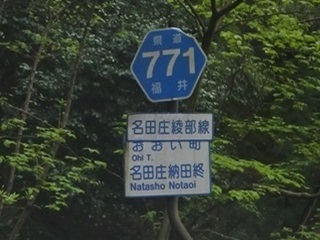 県道
771
福井
名田庄綾部線
おおい町
Ohi T.
名田庄納田終
Natasho Notaoi